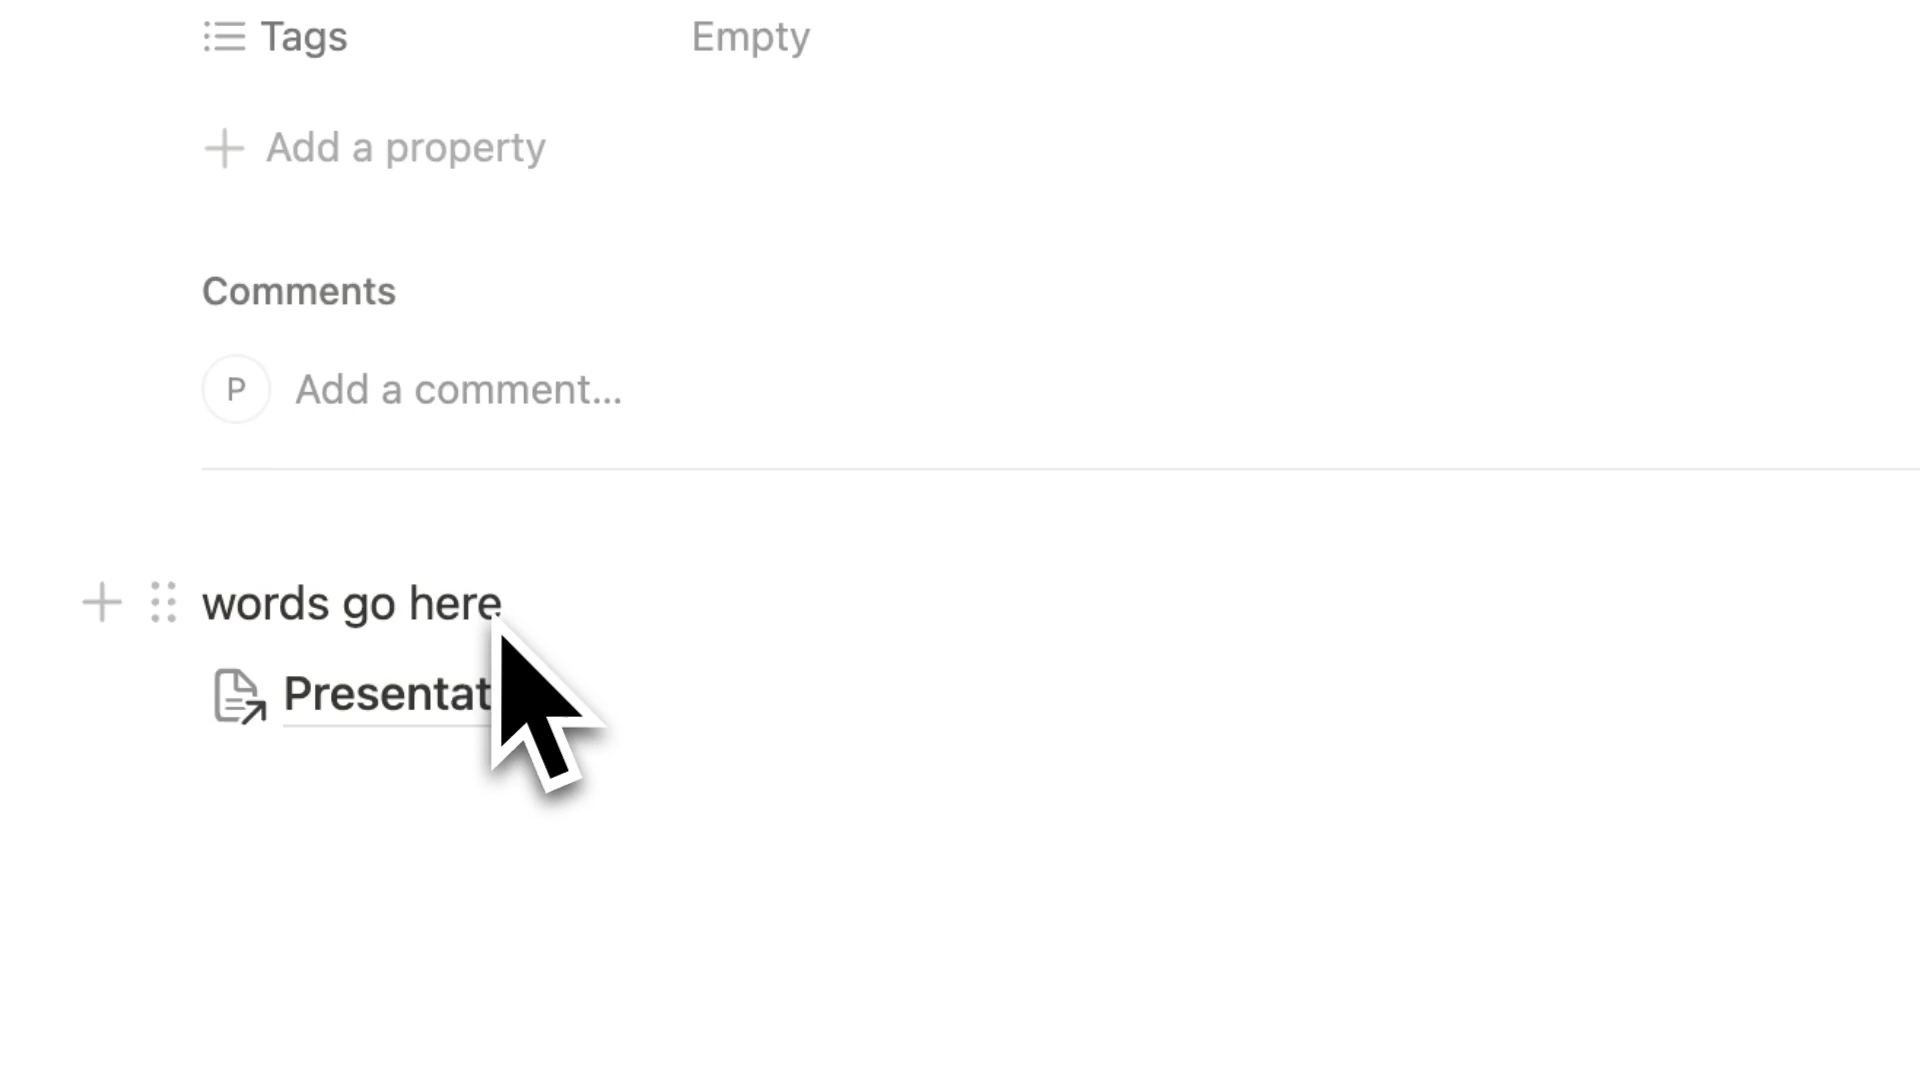 Tags Empty
Add a property
Comments
P Add a comment...
words go here